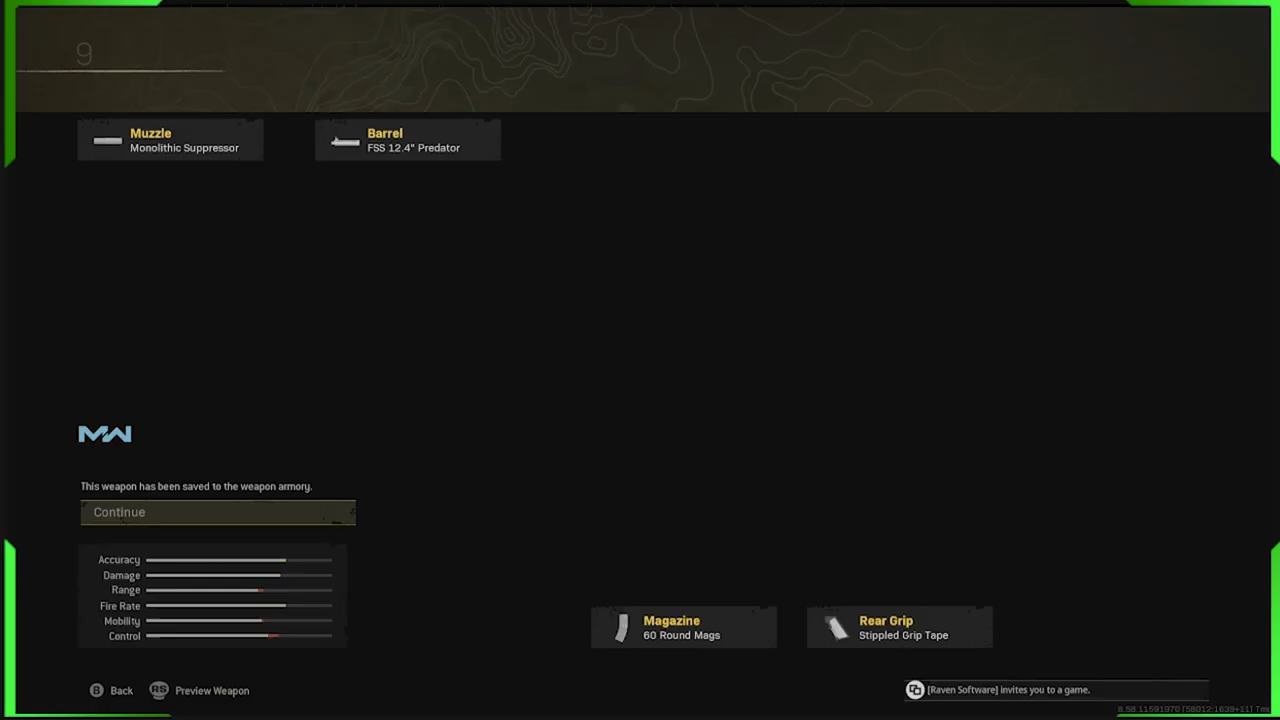 9
Muzzle
Monolithic Suppressor
Barrel
FSS 12.4" Predator
MW
This weapon has been saved to the weapon armory.
Continue
Accuracy
Damage
Range
Fire Rate
Mobility
Control
Magazine
60 Round Mags
Rear Grip
Stippled Grip Tape
B Back
RS Preview Weapon
[Raven Software] invites you to a game.